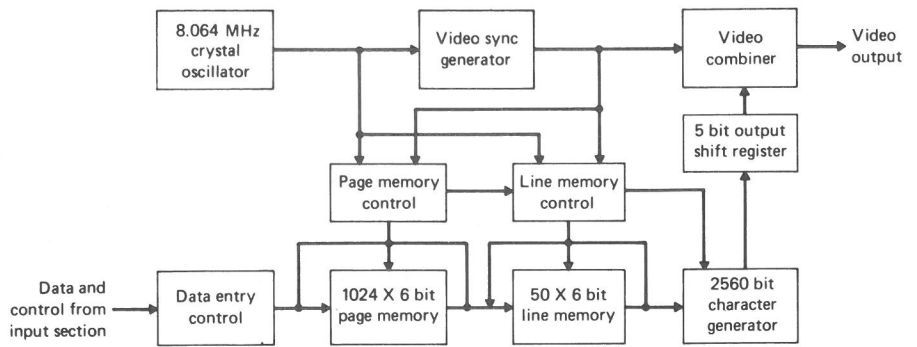 8.064 MHz
crystal
oscillator
Video sync
generator
Video
combiner
Video
output
5 bit output
shift register
Page memory
control
Line memory
control
Data and
control from
input section
Data entry
control
1024 X 6 bit
page memory
50 X 6 bit
line memory
2560 bit
character
generator